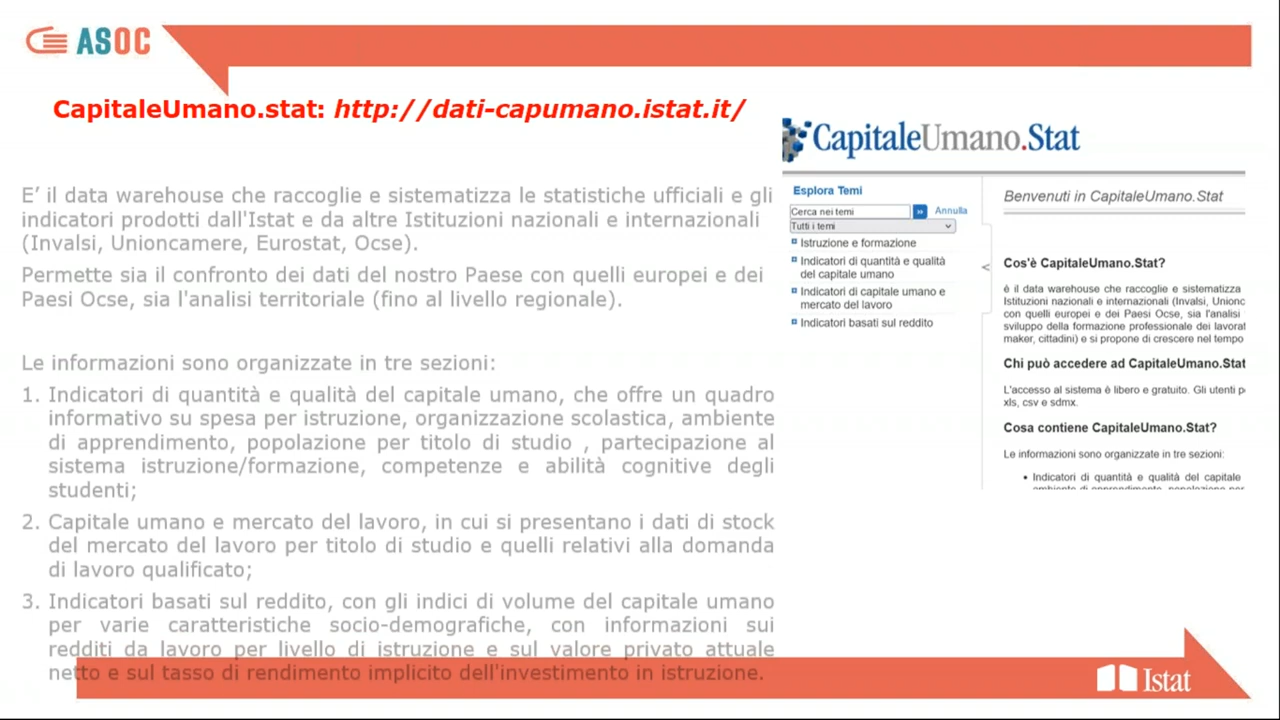 ASOC
CapitaleUmano.stat: http://dati-capumano.istat.it/
E’ il data warehouse che raccoglie e sistematizza le statistiche ufficiali e gli
indicatori prodotti dall'Istat e da altre Istituzioni nazionali e internazionali
(Invalsi, Unioncamere, Eurostat, Ocse).
Permette sia il confronto dei dati del nostro Paese con quelli europei e dei
Paesi Ocse, sia l'analisi territoriale (fino al livello regionale).
Le informazioni sono organizzate in tre sezioni:
1. Indicatori di quantità e qualità del capitale umano, che offre un quadro
informativo su spesa per istruzione, organizzazione scolastica, ambiente
di apprendimento, popolazione per titolo di studio , partecipazione al
sistema istruzione/formazione, competenze e abilità cognitive degli
studenti;
2. Capitale umano e mercato del lavoro, in cui si presentano i dati di stock
del mercato del lavoro per titolo di studio e quelli relativi alla domanda
di lavoro qualificato;
3. Indicatori basati sul reddito, con gli indici di volume del capitale umano
per varie caratteristiche socio-demografiche, con informazioni sui
redditi da lavoro per livello di istruzione e sul valore privato attuale
netto e sul tasso di rendimento implicito dell'investimento in istruzione.
CapitaleUmano.Stat
Esplora Temi
Cerca nei temi » Annulla
Tutti i temi
Istruzione e formazione
Indicatori di quantità e qualità
del capitale umano
Indicatori di capitale umano e
mercato del lavoro
Indicatori basati sul reddito
<
Benvenuti in CapitaleUmano.Stat
Cos'è CapitaleUmano.Stat?
è il data warehouse che raccoglie e sistematizza
Istituzioni nazionali e internazionali (Invalsi, Unionc
con quelli europei e dei Paesi Ocse, sia l'analisi
sviluppo della formazione professionale dei lavorat
maker, cittadini) e si propone di crescere nel tempo
Chi può accedere ad CapitaleUmano.Stat
L'accesso al sistema è libero e gratuito. Gli utenti p
xls, csv e sdmx.
Cosa contiene CapitaleUmano.Stat?
Le informazioni sono organizzate in tre sezioni:
• Indicatori di quantità e qualità del capitale
Istat